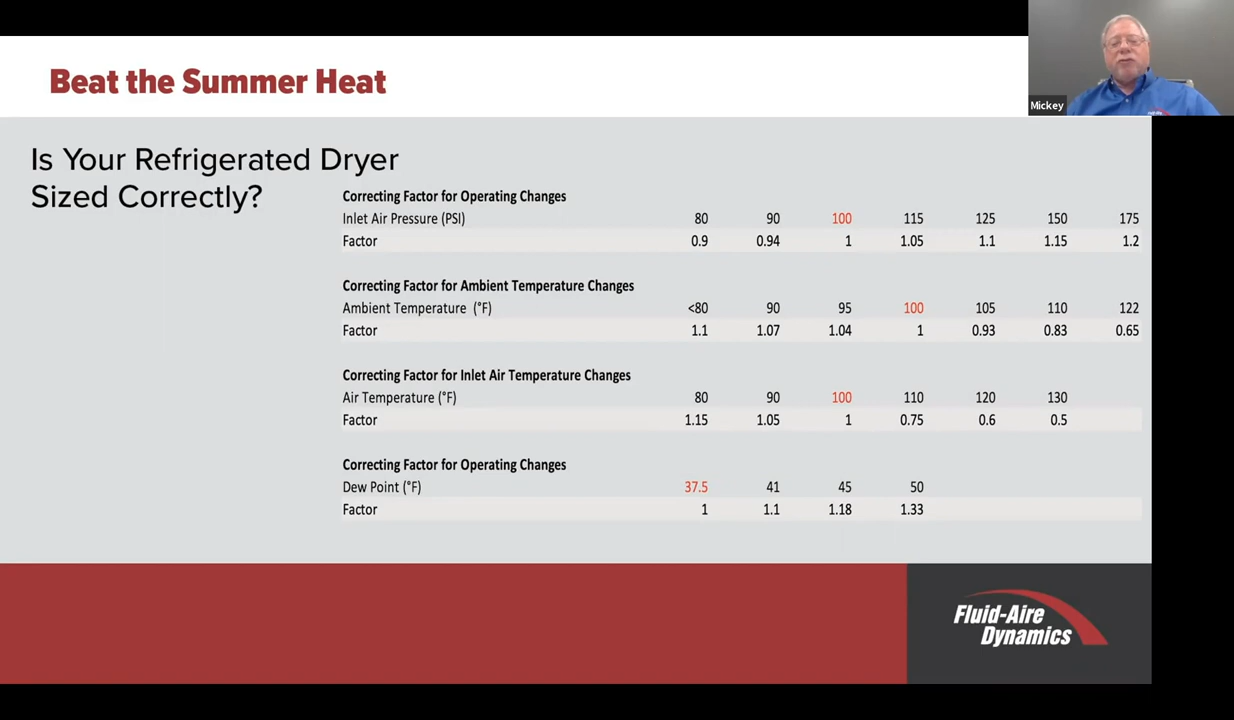 Beat the Summer Heat
Mickey
Is Your Refrigerated Dryer
Sized Correctly?
Correcting Factor for Operating Changes
Inlet Air Pressure (PSI) 80 90 100 115 125 150 175
Factor 0.9 0.94 1 1.05 1.1 1.15 1.2
Correcting Factor for Ambient Temperature Changes
Ambient Temperature (°F) <80 90 95 100 105 110 122
Factor 1.1 1.07 1.04 1 0.93 0.83 0.65
Correcting Factor for Inlet Air Temperature Changes
Air Temperature (°F) 80 90 100 110 120 130
Factor 1.15 1.05 1 0.75 0.6 0.5
Correcting Factor for Operating Changes
Dew Point (°F) 37.5 41 45 50
Factor 1 1.1 1.18 1.33
Fluid-Aire
Dynamics